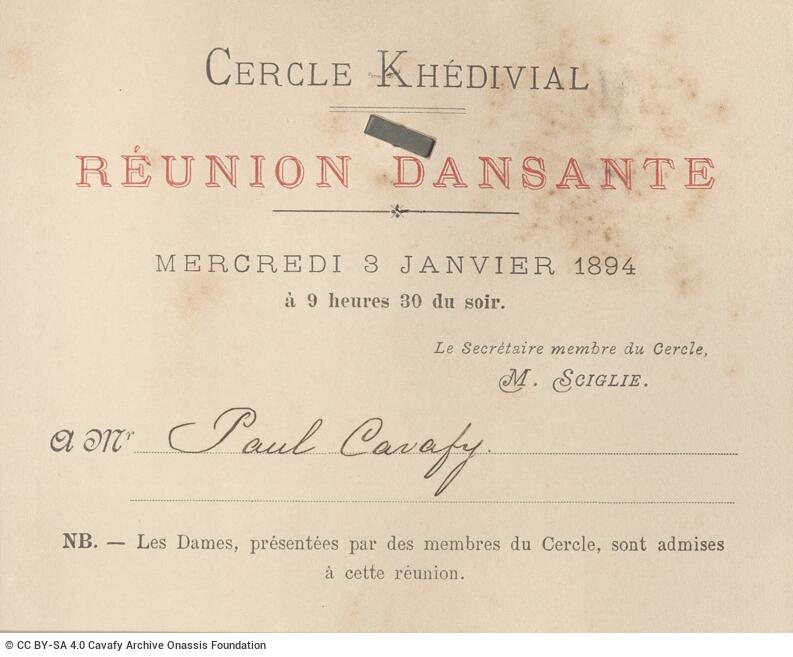 CERCLE KHÉDIVIAL
RÉUNION DANSANTE
MERCREDI 3 JANVIER 1894
à 9 heures 30 du soir.
Le Secrétaire membre du Cercle,
M. SCIGLIE.
A Mr Paul Cavafy.
NB. — Les Dames, présentées par des membres du Cercle, sont admises
à cette réunion.
© CC BY-SA 4.0 Cavafy Archive Onassis Foundation